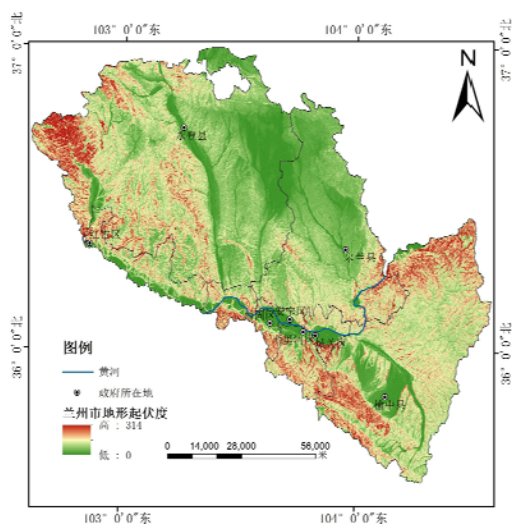 103° 0′0″东
104° 0′0″东
37° 0′0″北
37° 0′0″北
N
永登县
永登县
36° 0′0″北
36° 0′0″北
图例
黄河
政府所在地
兰州市地形起伏度
高 : 314
低 : 0
0 14,000 28,000 56,000
米
榆中县
103° 0′0″东
104° 0′0″东